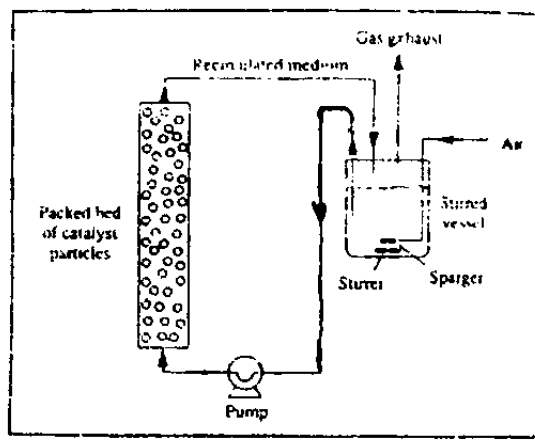 Gas exhaust
Recirculated medium
Air
Packed bed
of catalyst
particles
Stirred
vessel
Stirrer
Sparger
Pump